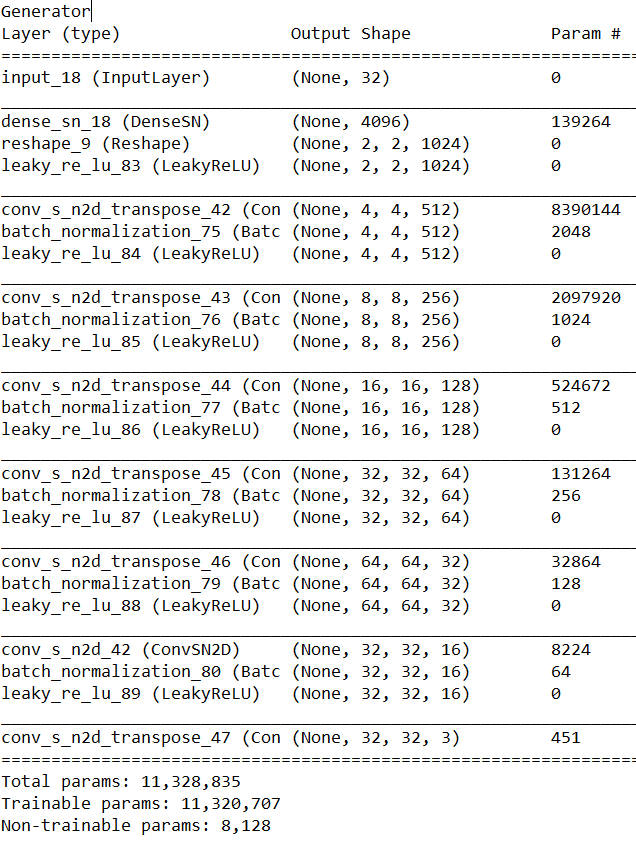 Generator
Layer (type) Output Shape Param #
=================================================================
input_18 (InputLayer) (None, 32) 0
_________________________________________________________________
dense_sn_18 (DenseSN) (None, 4096) 139264
reshape_9 (Reshape) (None, 2, 2, 1024) 0
leaky_re_lu_83 (LeakyReLU) (None, 2, 2, 1024) 0
_________________________________________________________________
conv_s_n2d_transpose_42 (Con (None, 4, 4, 512) 8390144
batch_normalization_75 (Batc (None, 4, 4, 512) 2048
leaky_re_lu_84 (LeakyReLU) (None, 4, 4, 512) 0
_________________________________________________________________
conv_s_n2d_transpose_43 (Con (None, 8, 8, 256) 2097920
batch_normalization_76 (Batc (None, 8, 8, 256) 1024
leaky_re_lu_85 (LeakyReLU) (None, 8, 8, 256) 0
_________________________________________________________________
conv_s_n2d_transpose_44 (Con (None, 16, 16, 128) 524672
batch_normalization_77 (Batc (None, 16, 16, 128) 512
leaky_re_lu_86 (LeakyReLU) (None, 16, 16, 128) 0
_________________________________________________________________
conv_s_n2d_transpose_45 (Con (None, 32, 32, 64) 131264
batch_normalization_78 (Batc (None, 32, 32, 64) 256
leaky_re_lu_87 (LeakyReLU) (None, 32, 32, 64) 0
_________________________________________________________________
conv_s_n2d_transpose_46 (Con (None, 64, 64, 32) 32864
batch_normalization_79 (Batc (None, 64, 64, 32) 128
leaky_re_lu_88 (LeakyReLU) (None, 64, 64, 32) 0
_________________________________________________________________
conv_s_n2d_42 (ConvSN2D) (None, 32, 32, 16) 8224
batch_normalization_80 (Batc (None, 32, 32, 16) 64
leaky_re_lu_89 (LeakyReLU) (None, 32, 32, 16) 0
_________________________________________________________________
conv_s_n2d_transpose_47 (Con (None, 32, 32, 3) 451
=================================================================
Total params: 11,328,835
Trainable params: 11,320,707
Non-trainable params: 8,128